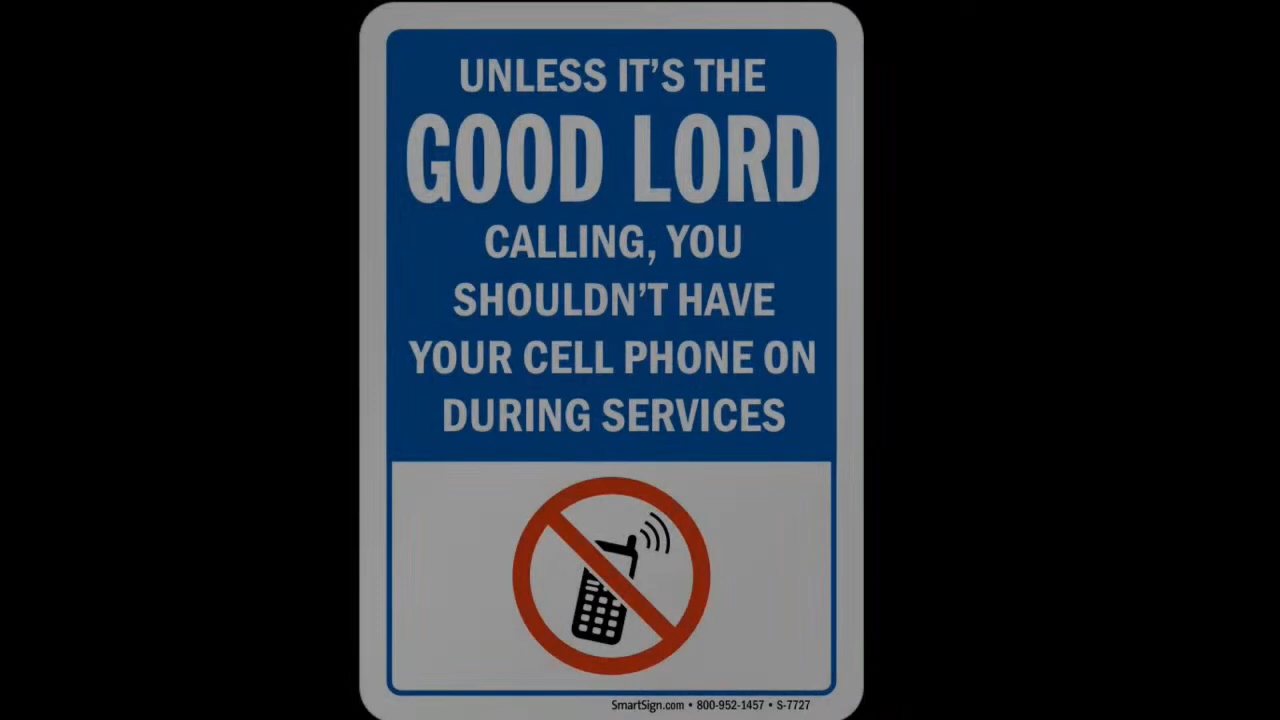 UNLESS IT'S THE
GOOD LORD
CALLING, YOU
SHOULDN'T HAVE
YOUR CELL PHONE ON
DURING SERVICES
SmartSign.com • 800-952-1457 • S-7727